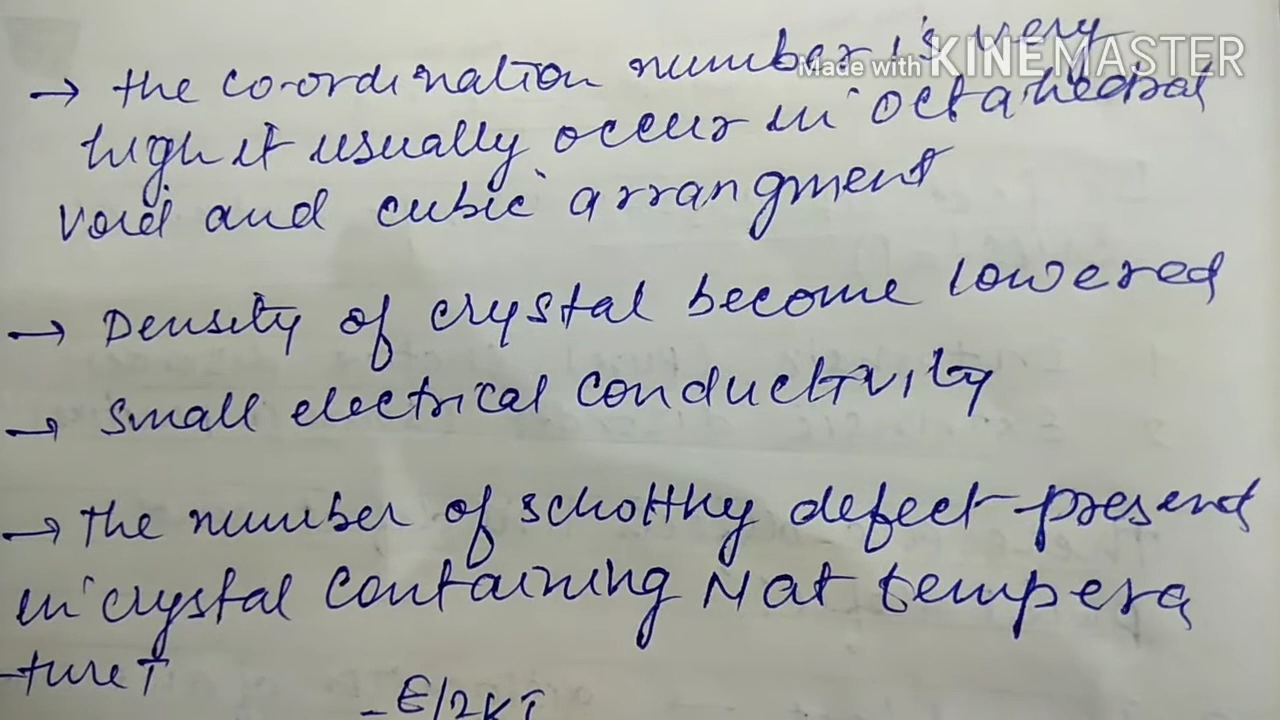 → the co-ordination number is very
high it usually occur in octahedral
void and cubic arrangment
→ Density of crystal become lowered
→ small electrical conductivity
→ the number of schottky defect present
in crystal containing N at tempera
-ture T
-E/2KT
Made with KINEMASTER